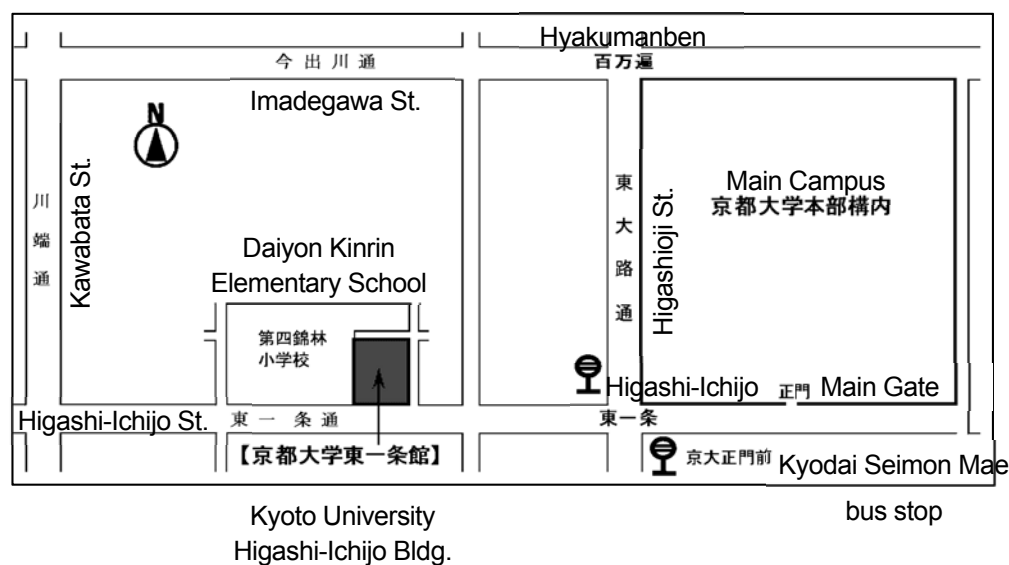 Hyakumanben
今出川通
百万遍
Imadegawa St.
N
川端通
Kawabata St.
東大路通
Higashioji St.
Main Campus
京都大学本部構内
Daiyon Kinrin
Elementary School
第四錦林
小学校
Higashi-Ichijo
正門 Main Gate
Higashi-Ichijo St.
東一条通
東一条
【京都大学東一条館】
京大正門前 Kyodai Seimon Mae
bus stop
Kyoto University
Higashi-Ichijo Bldg.